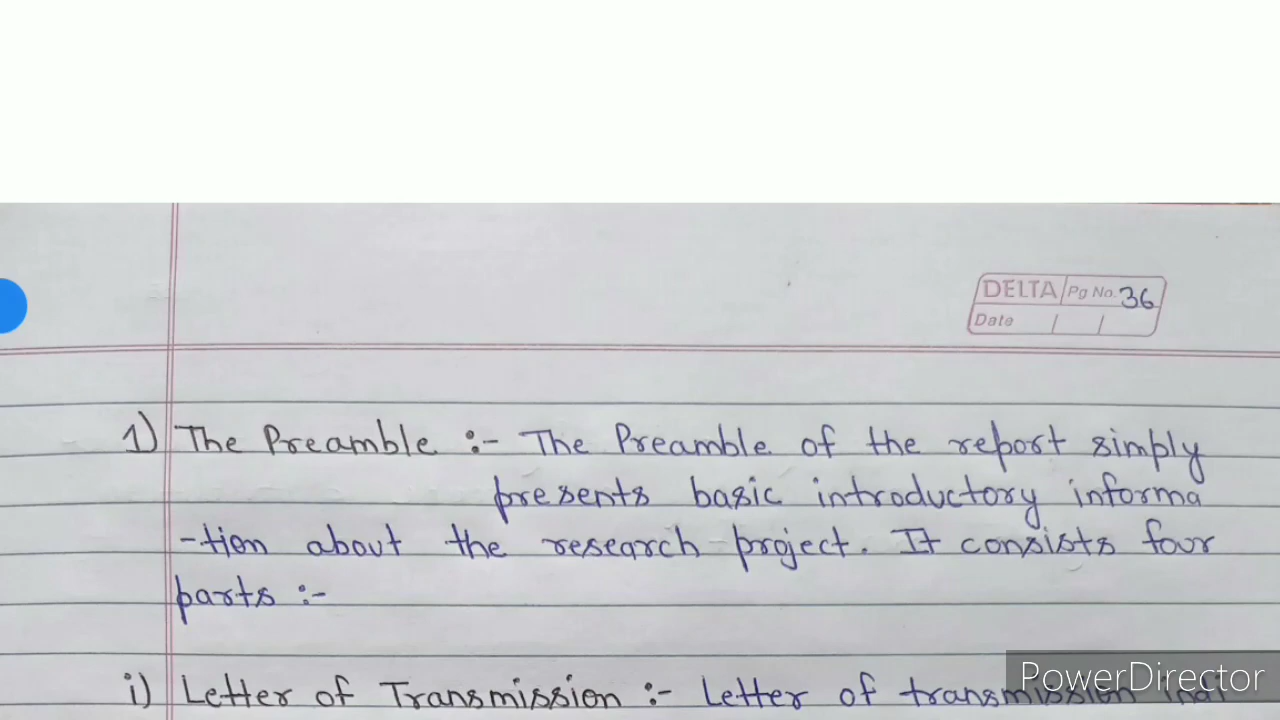 DELTA Pg No. 36
Date / /
1) The Preamble :- The Preamble of the report simply
presents basic introductory informa
-tion about the research project. It consists four
parts :-
i) Letter of Transmission :- Letter of transmission indi
PowerDirector